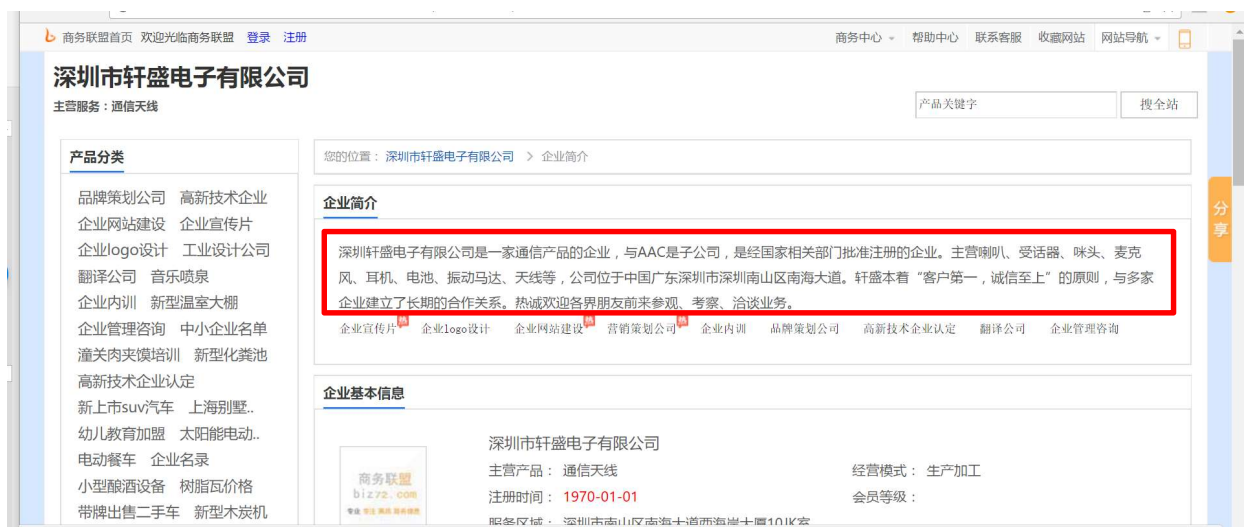 商务联盟首页 欢迎光临商务联盟 登录 注册 商务中心 帮助中心 联系客服 收藏网站 网站导航
深圳市轩盛电子有限公司
主营服务：通信天线
产品关键字 搜全站
产品分类
品牌策划公司 高新技术企业
企业网站建设 企业宣传片
企业logo设计 工业设计公司
翻译公司 音乐喷泉
企业内训 新型温室大棚
企业管理咨询 中小企业名单
潼关肉夹馍培训 新型化粪池
高新技术企业认定
新上市suv汽车 上海别墅..
幼儿教育加盟 太阳能电动..
电动餐车 企业名录
小型酿酒设备 树脂瓦价格
带牌出售二手车 新型木炭机
您的位置： 深圳市轩盛电子有限公司 > 企业简介
企业简介
深圳轩盛电子有限公司是一家通信产品的企业，与AAC是子公司，是经国家相关部门批准注册的企业。主营喇叭、受话器、咪头、麦克
风、耳机、电池、振动马达、天线等，公司位于中国广东深圳市深圳南山区南海大道。轩盛本着“客户第一，诚信至上”的原则，与多家
企业建立了长期的合作关系。热诚欢迎各界朋友前来参观、考察、洽谈业务。
企业宣传片 企业logo设计 企业网站建设 营销策划公司 企业内训 品牌策划公司 高新技术企业认定 翻译公司 企业管理咨询
企业基本信息
商务联盟
biz72.com
深圳市轩盛电子有限公司
主营产品： 通信天线 经营模式： 生产加工
注册时间： 1970-01-01 会员等级：
服务区域： 深圳市南山区南海大道西海岸大厦10JK室
分享